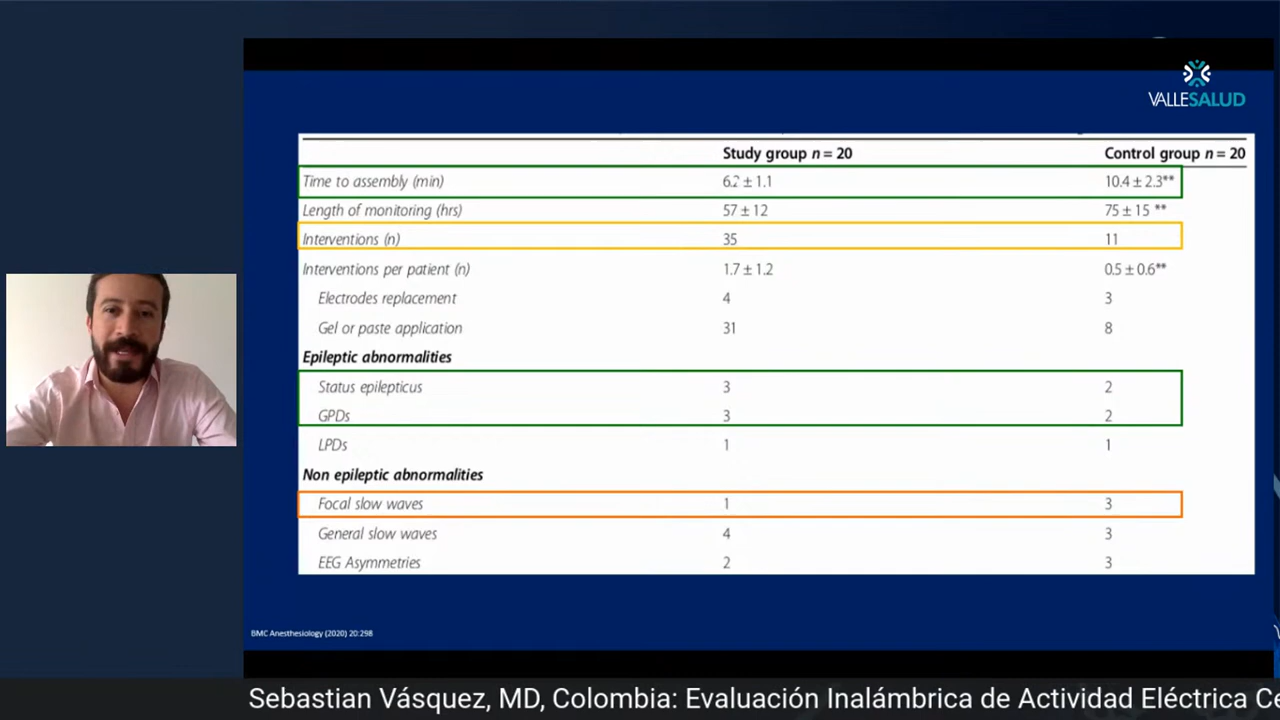 VALLESALUD
Study group n = 20 Control group n = 20
Time to assembly (min) 6.2 ± 1.1 10.4 ± 2.3**
Length of monitoring (hrs) 57 ± 12 75 ± 15 **
Interventions (n) 35 11
Interventions per patient (n) 1.7 ± 1.2 0.5 ± 0.6**
Electrodes replacement 4 3
Gel or paste application 31 8
Epileptic abnormalities
Status epilepticus 3 2
GPDs 3 2
LPDs 1 1
Non epileptic abnormalities
Focal slow waves 1 3
General slow waves 4 3
EEG Asymmetries 2 3
BMC Anesthesiology (2020) 20:298
Sebastian Vásquez, MD, Colombia: Evaluación Inalámbrica de Actividad Eléctrica Ce